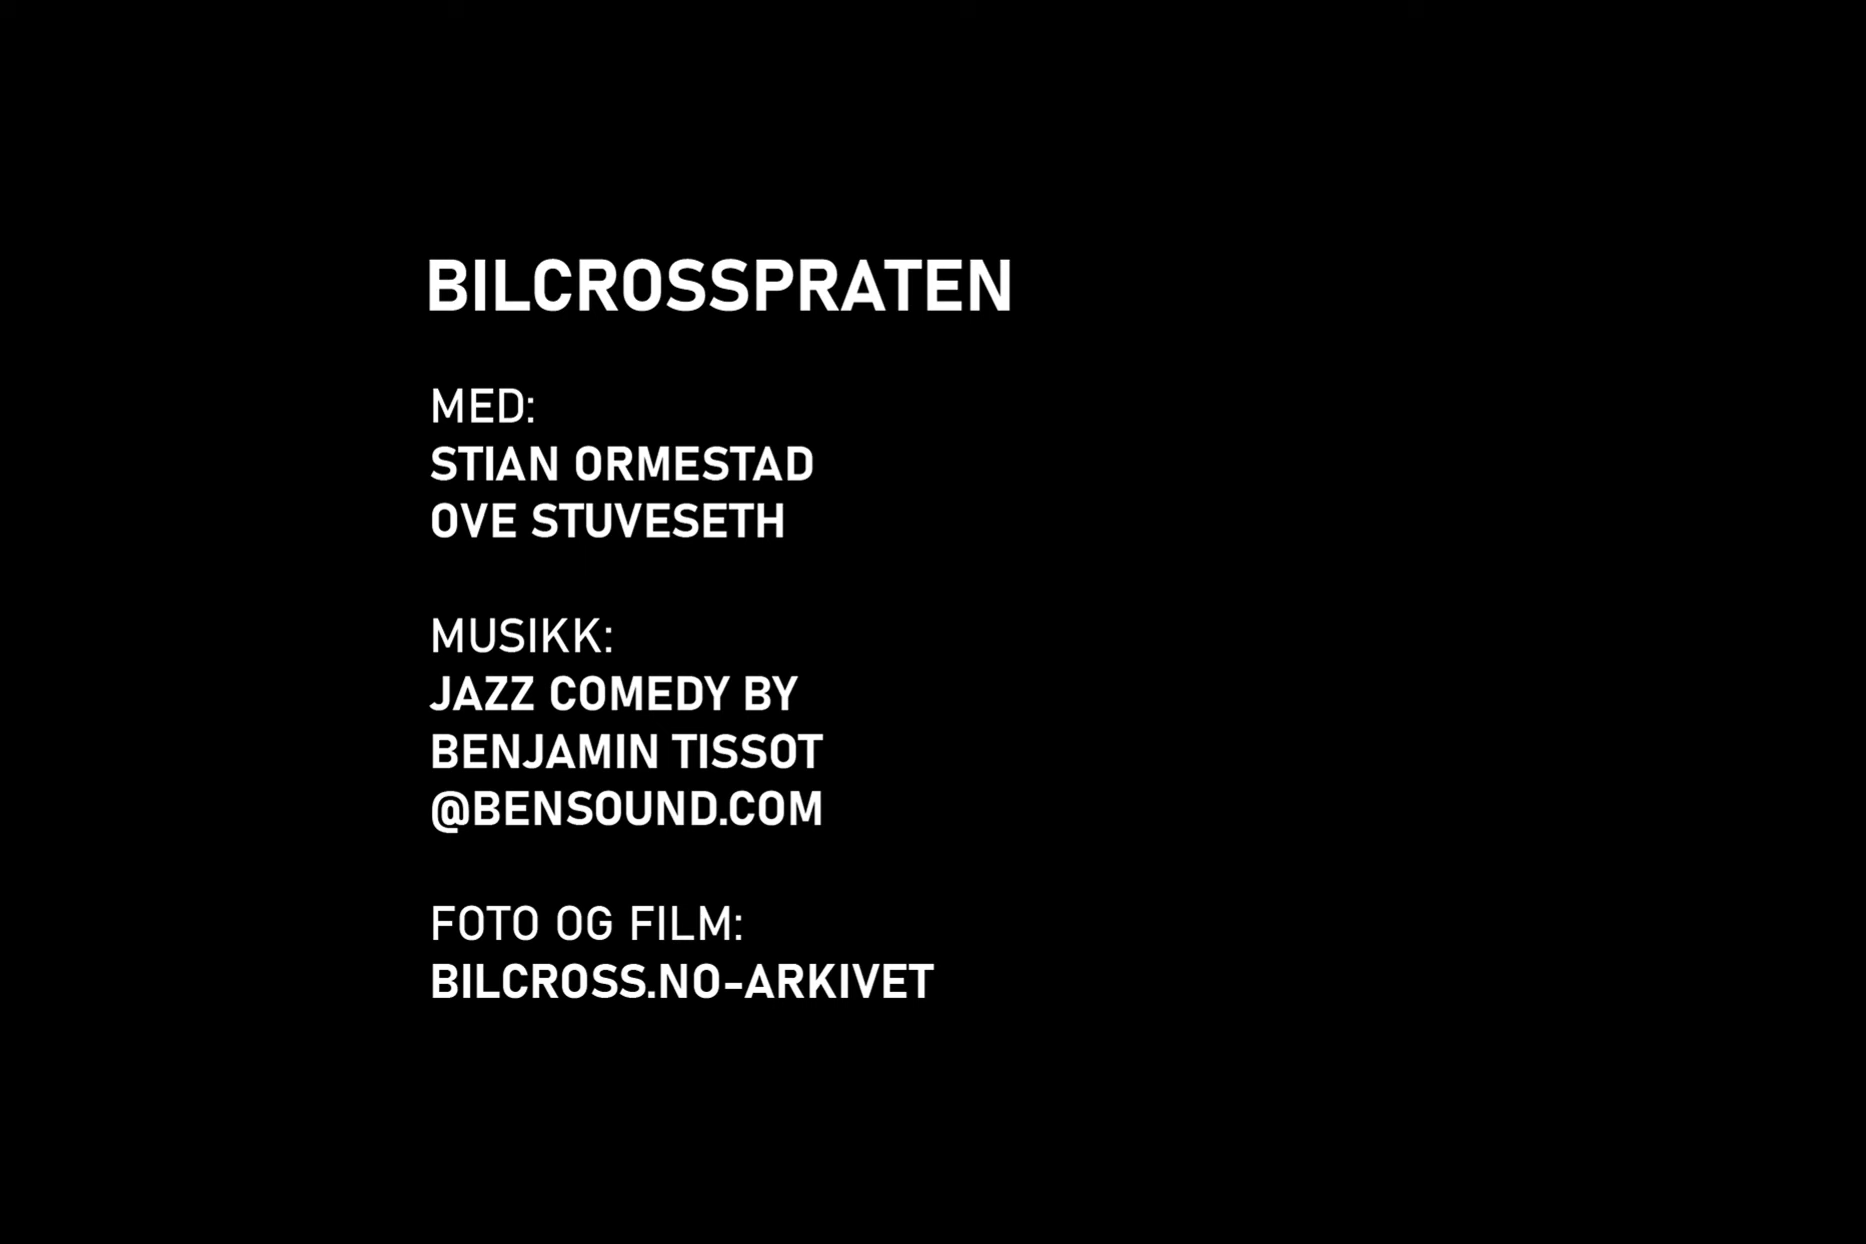 BILCROSSPRATEN
MED:
STIAN ORMESTAD
OVE STUVESETH
MUSIKK:
JAZZ COMEDY BY
BENJAMIN TISSOT
@BENSOUND.COM
FOTO OG FILM:
BILCROSS.NO-ARKIVET